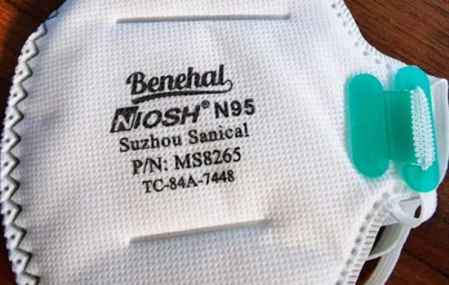 Benehal
NIOSH® N95
Suzhou Sanical
P/N: MS8265
TC-84A-7448